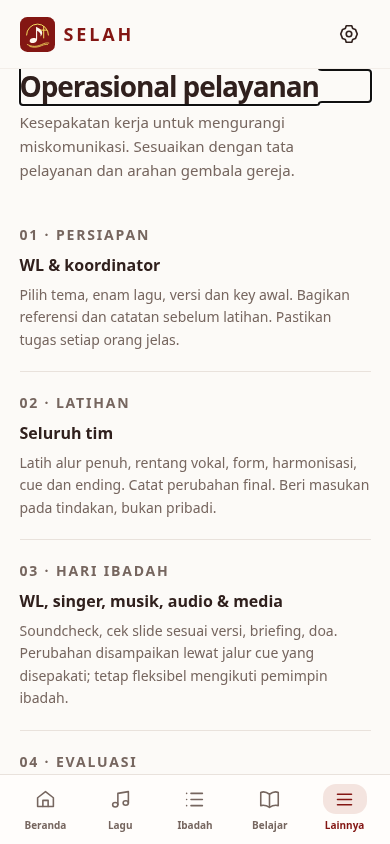 SELAH
Operasional pelayanan
Kesepakatan kerja untuk mengurangi
miskomunikasi. Sesuaikan dengan tata
pelayanan dan arahan gembala gereja.
01 · PERSIAPAN
WL & koordinator
Pilih tema, enam lagu, versi dan key awal. Bagikan
referensi dan catatan sebelum latihan. Pastikan
tugas setiap orang jelas.
02 · LATIHAN
Seluruh tim
Latih alur penuh, rentang vokal, form, harmonisasi,
cue dan ending. Catat perubahan final. Beri masukan
pada tindakan, bukan pribadi.
03 · HARI IBADAH
WL, singer, musik, audio & media
Soundcheck, cek slide sesuai versi, briefing, doa.
Perubahan disampaikan lewat jalur cue yang
disepakati; tetap fleksibel mengikuti pemimpin
ibadah.
04 · EVALUASI
Beranda Lagu Ibadah Belajar Lainnya